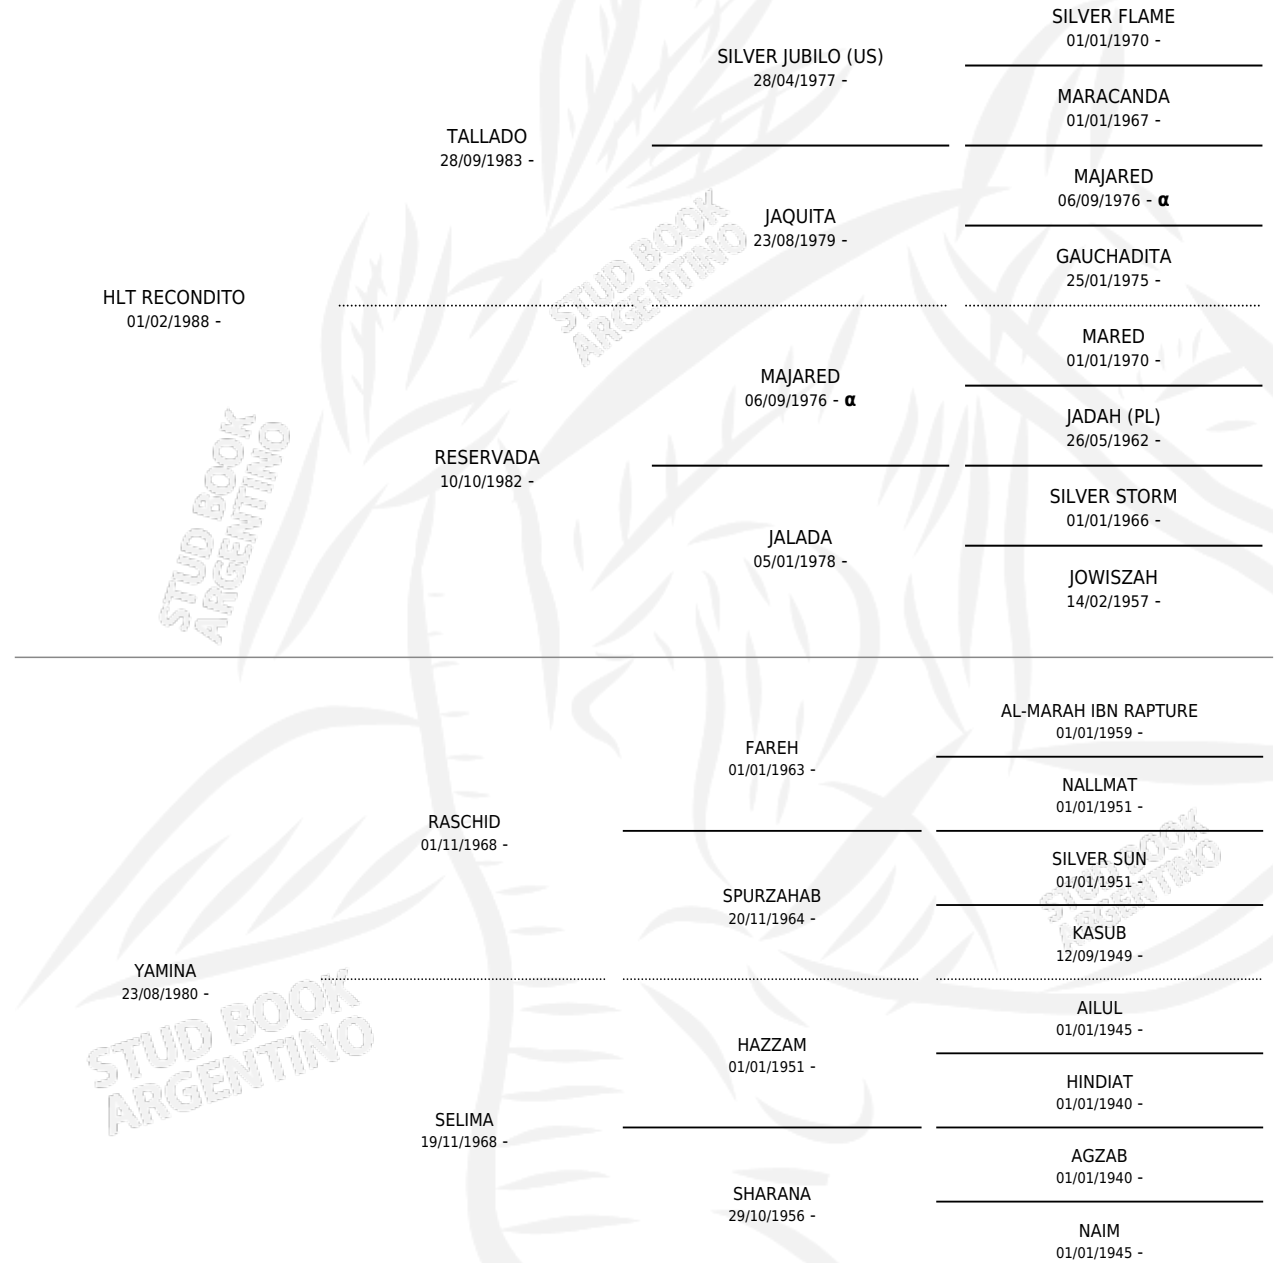 SILVER FLAME
01/01/1970 -
SILVER JUBILO (US)
28/04/1977 -
MARACANDA
01/01/1967 -
TALLADO
28/09/1983 -
MAJARED
06/09/1976 - α
JAQUITA
23/08/1979 -
GAUCHADITA
25/01/1975 -
HLT RECONDITO
01/02/1988 -
MARED
01/01/1970 -
MAJARED
06/09/1976 - α
JADAH (PL)
26/05/1962 -
RESERVADA
10/10/1982 -
SILVER STORM
01/01/1966 -
JALADA
05/01/1978 -
JOWISZAH
14/02/1957 -
AL-MARAH IBN RAPTURE
01/01/1959 -
FAREH
01/01/1963 -
NALLMAT
01/01/1951 -
RASCHID
01/11/1968 -
SILVER SUN
01/01/1951 -
SPURZAHAB
20/11/1964 -
KASUB
12/09/1949 -
YAMINA
23/08/1980 -
AILUL
01/01/1945 -
HAZZAM
01/01/1951 -
HINDIAT
01/01/1940 -
SELIMA
19/11/1968 -
AGZAB
01/01/1940 -
SHARANA
29/10/1956 -
NAIM
01/01/1945 -
STUD BOOK
ARGENTINO
STUD BOOK
ARGENTINO
STUD BOOK
ARGENTINO
STUD BOOK
ARGENTINO